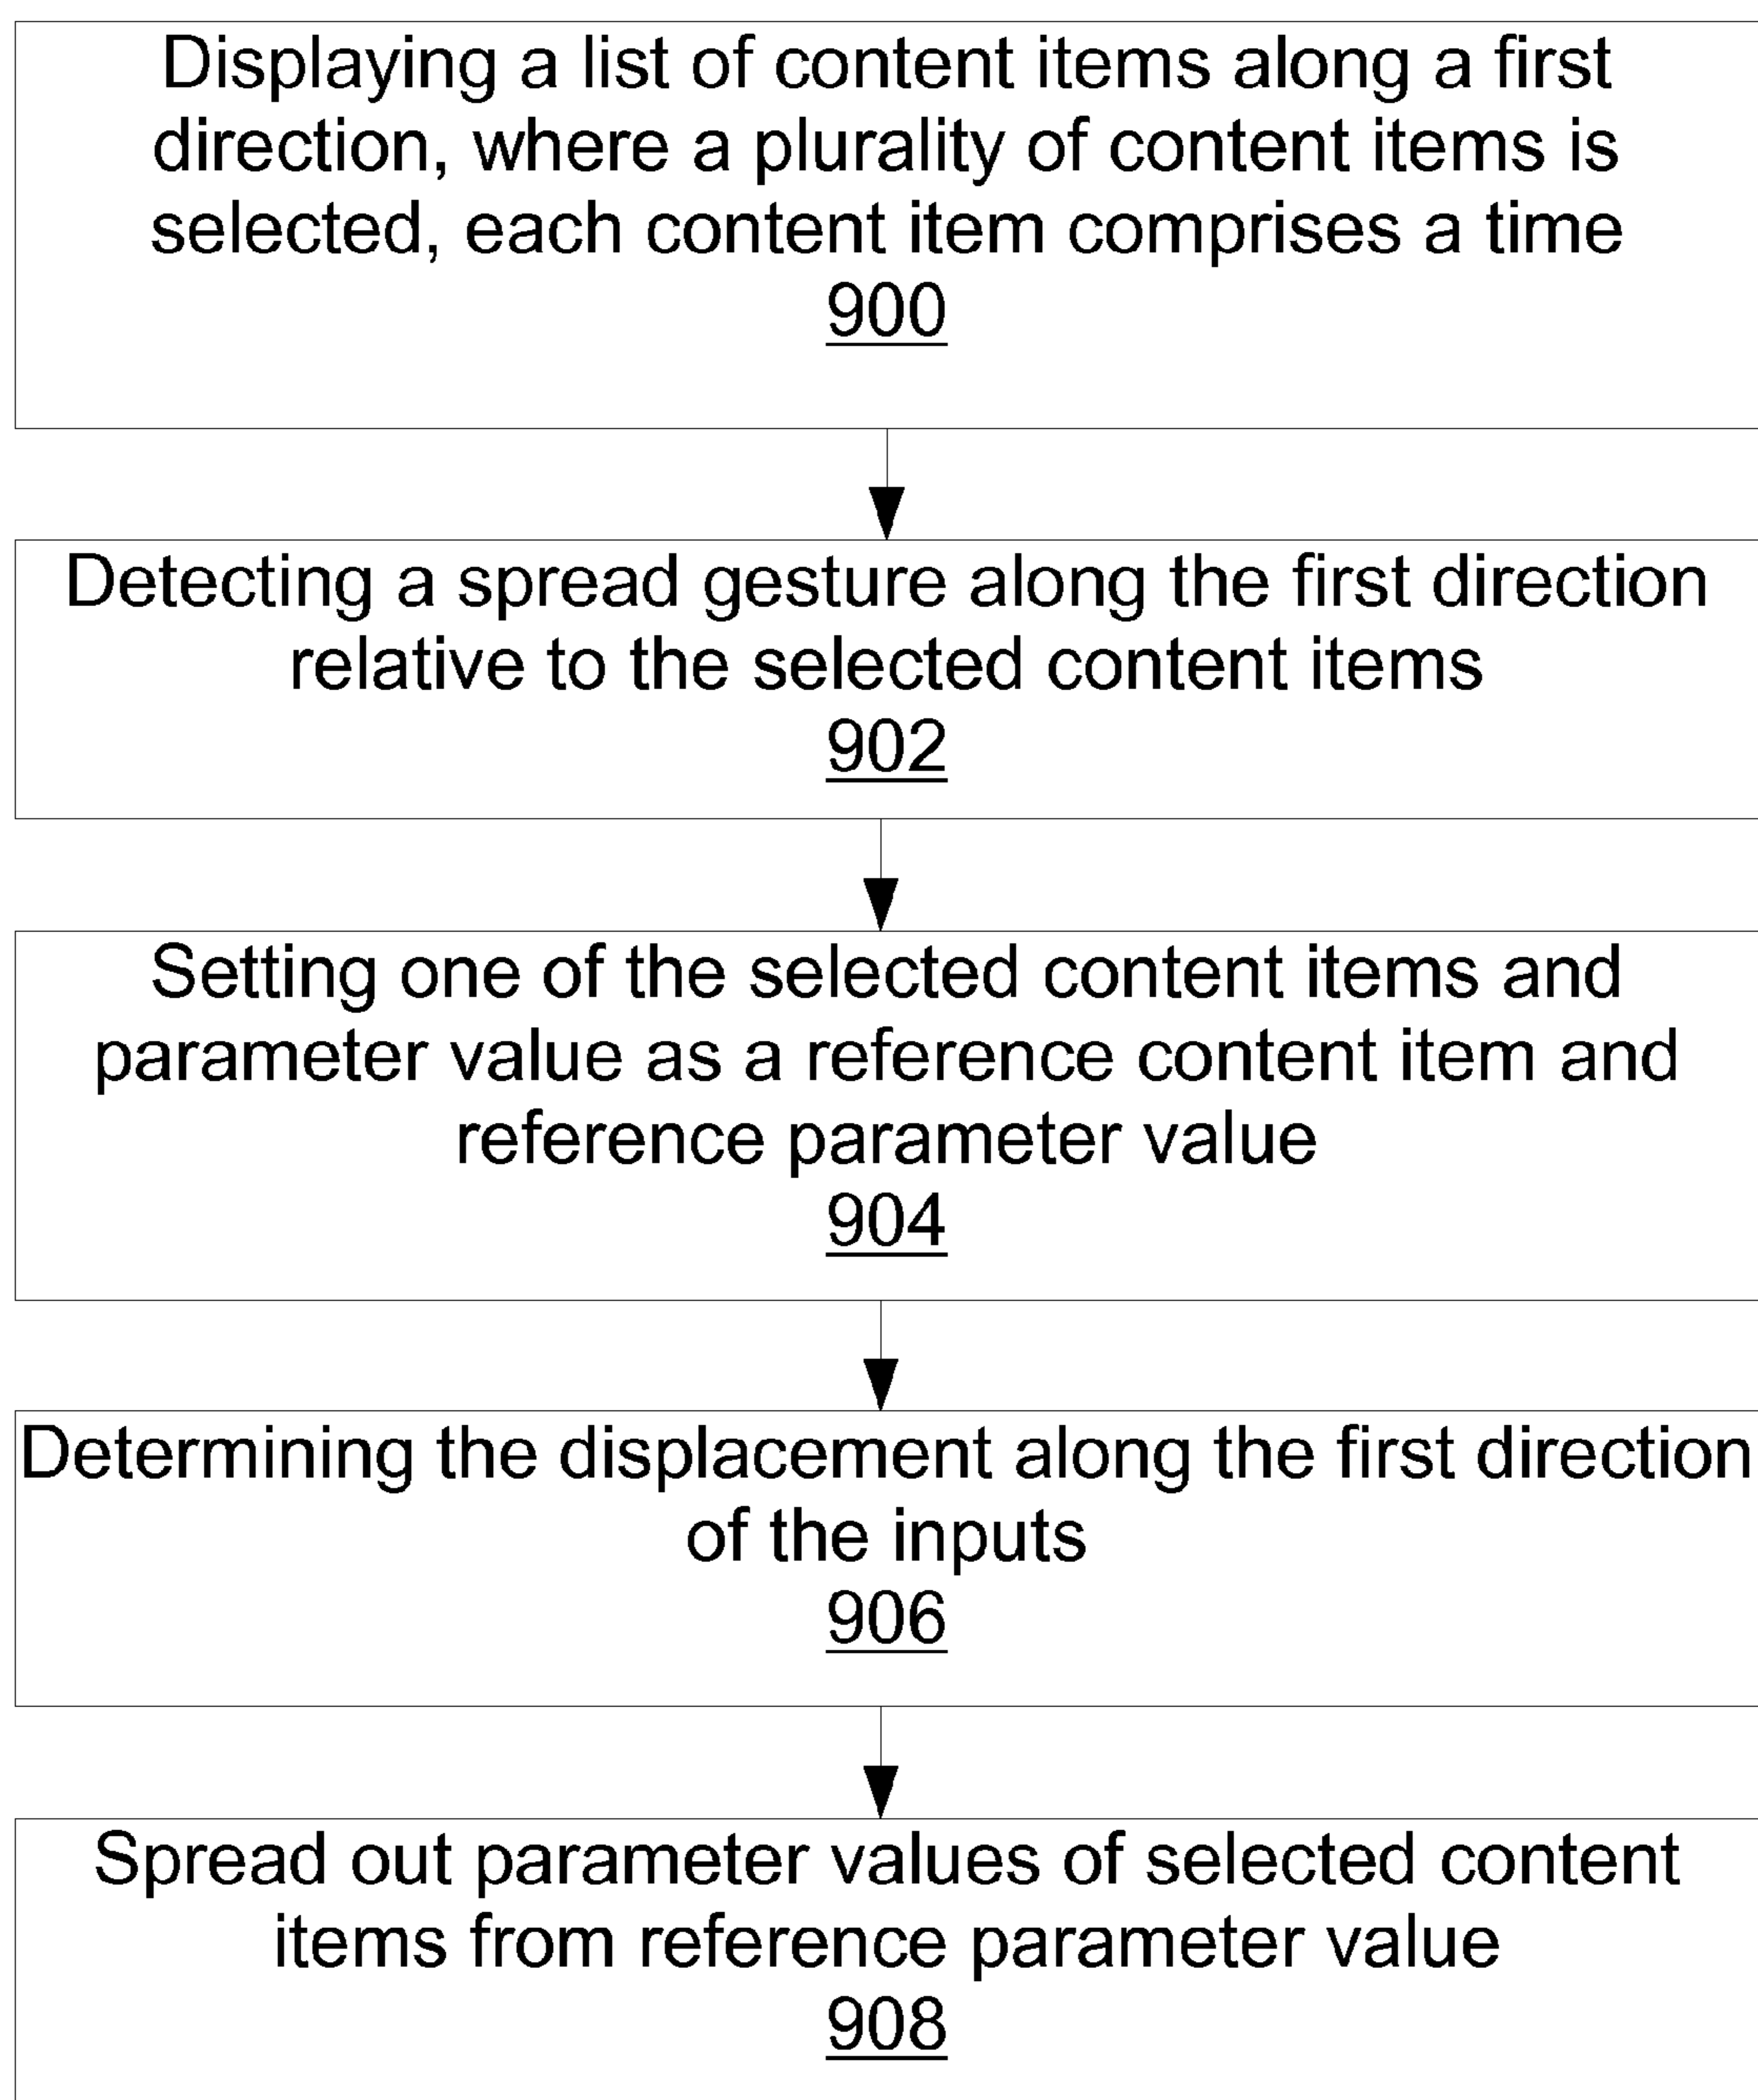 Displaying a list of content items along a first
direction, where a plurality of content items is
selected, each content item comprises a time
900
Detecting a spread gesture along the first direction
relative to the selected content items
902
Setting one of the selected content items and
parameter value as a reference content item and
reference parameter value
904
Determining the displacement along the first direction
of the inputs
906
Spread out parameter values of selected content
items from reference parameter value
908